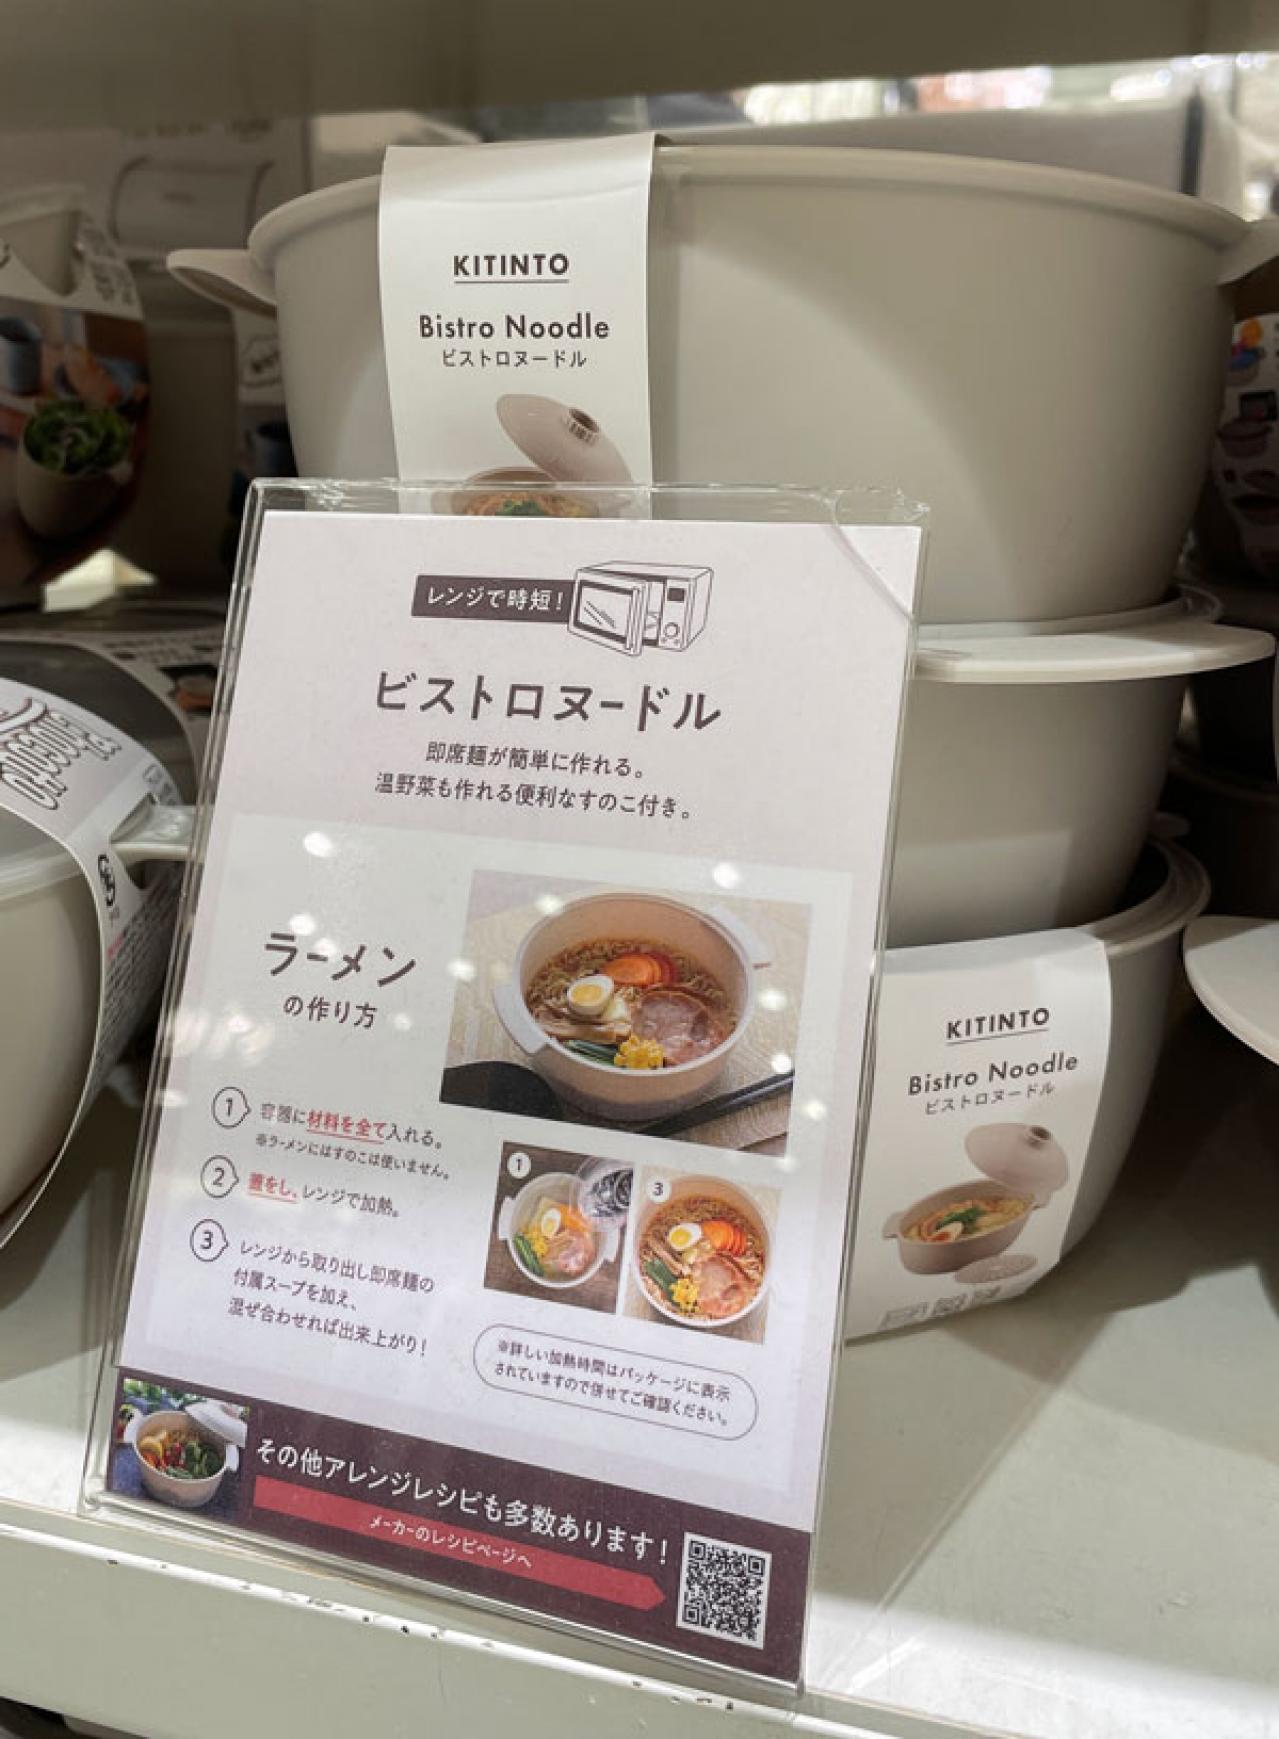 KITINTO
Bistro Noodle
ビストロヌードル
レンジで時短！
ビストロヌードル
即席麺が簡単に作れる。
温野菜も作れる便利なすのこ付き。
ラーメン
の作り方
1 容器に材料を全て入れる。
※ラーメンにはすのこは使いません。
2 蓋をし、レンジで加熱。
3 レンジから取り出し即席麺の
付属スープを加え、
混ぜ合わせれば出来上がり！
1
3
※詳しい加熱時間はパッケージに表示
されていますので併せてご確認ください。
その他アレンジレシピも多数あります！
メーカーのレシピページへ
KITINTO
Bistro Noodle
ビストロヌードル